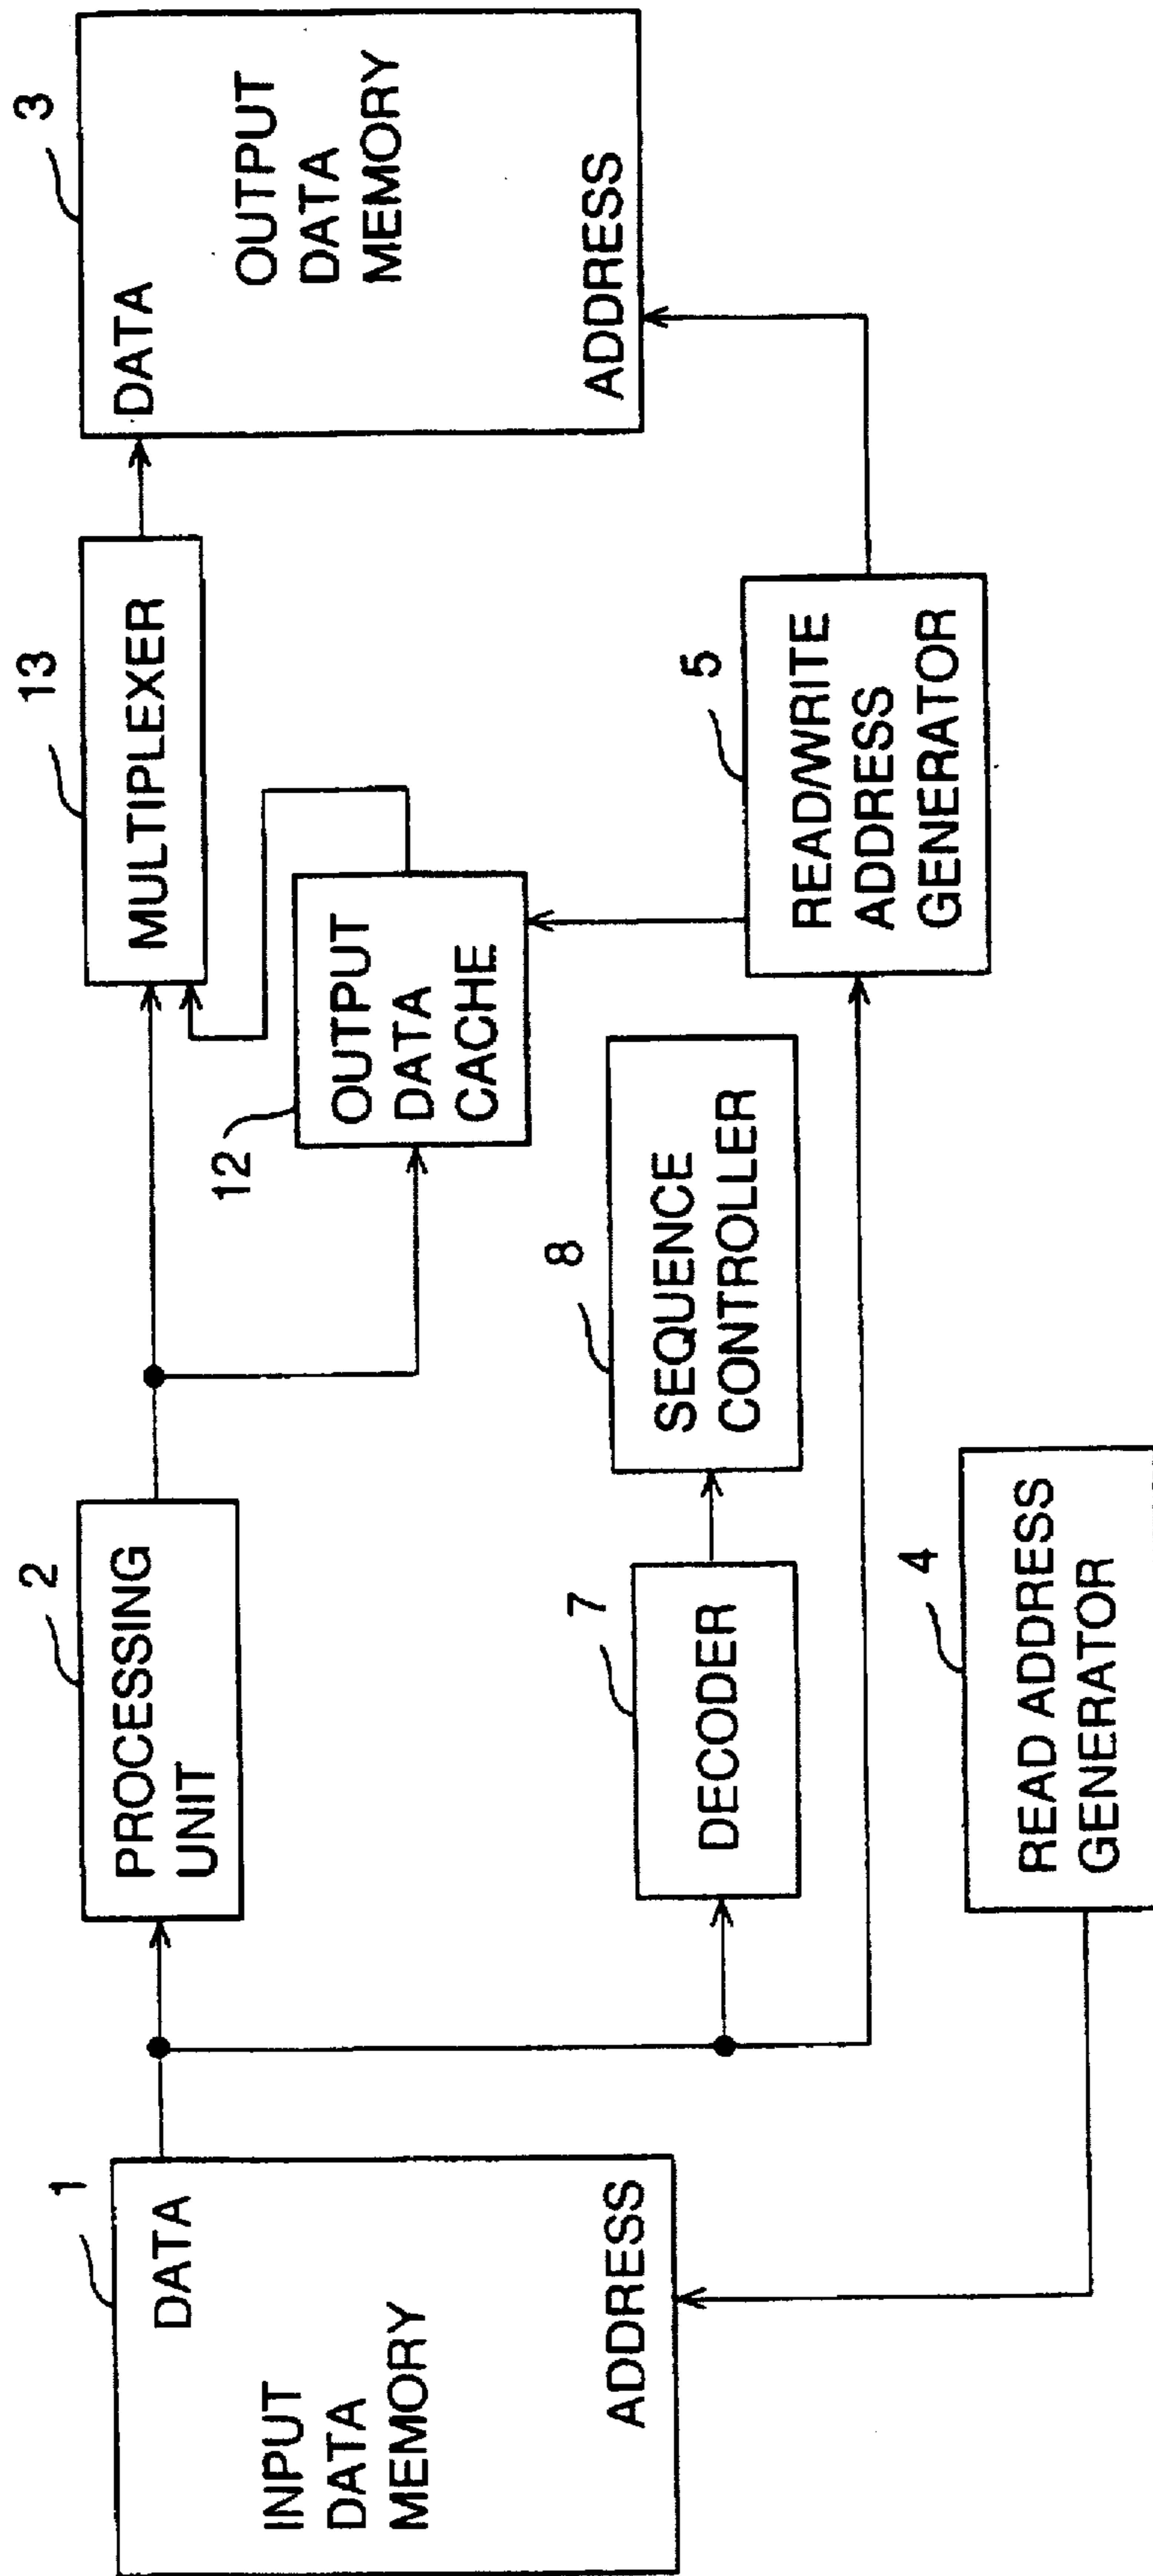 1
DATA
INPUT
DATA
MEMORY
ADDRESS
2
PROCESSING
UNIT
13
MULTIPLEXER
3
DATA
OUTPUT
DATA
MEMORY
ADDRESS
12
OUTPUT
DATA
CACHE
7
DECODER
8
SEQUENCE
CONTROLLER
5
READ/WRITE
ADDRESS
GENERATOR
4
READ ADDRESS
GENERATOR